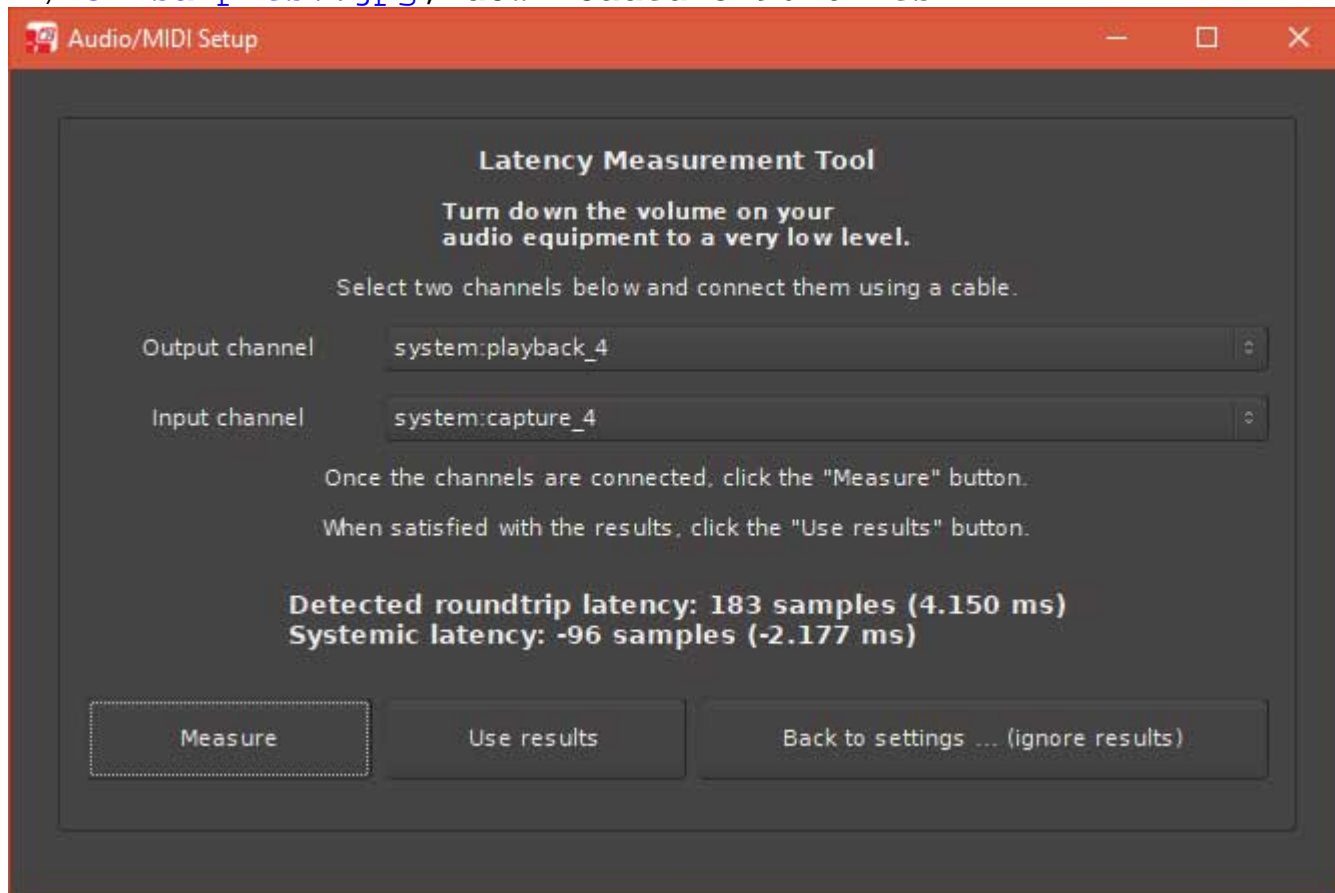 Audio/MIDI Setup
Latency Measurement Tool
Turn down the volume on your
audio equipment to a very low level.
Select two channels below and connect them using a cable.
Output channel system:playback_4
Input channel system:capture_4
Once the channels are connected, click the "Measure" button.
When satisfied with the results, click the "Use results" button.
Detected roundtrip latency: 183 samples (4.150 ms)
Systemic latency: -96 samples (-2.177 ms)
Measure Use results Back to settings ... (ignore results)